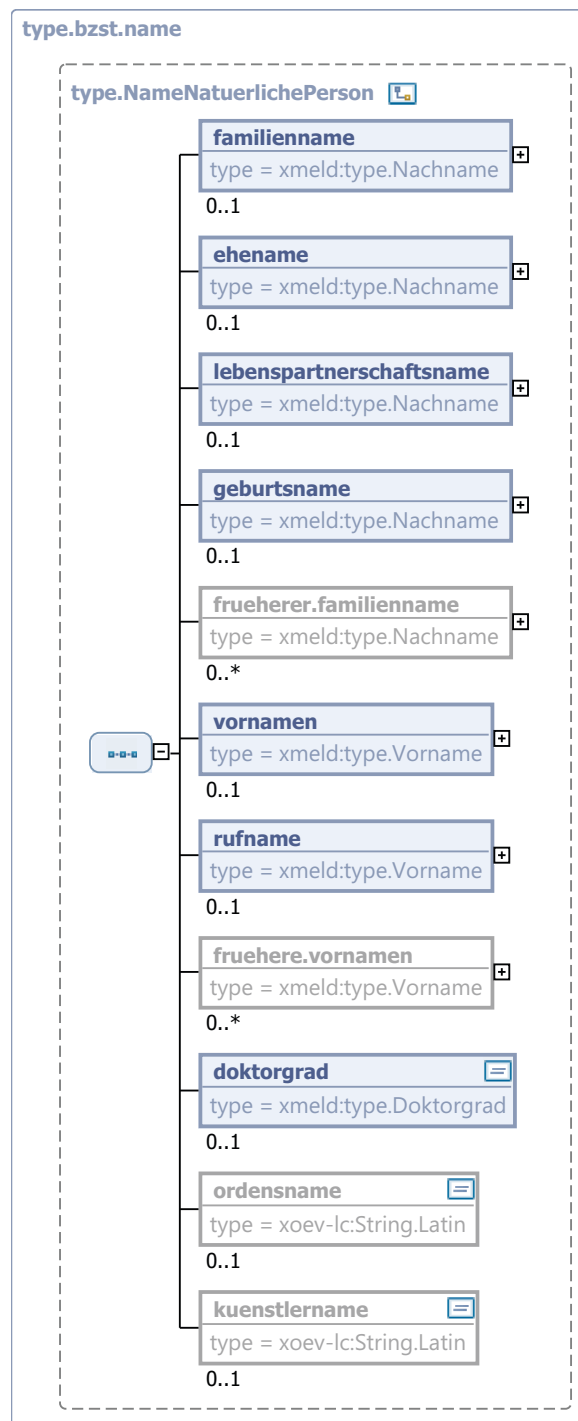 type.bzst.name
type.NameNatuerlichePerson
familienname
type = xmeld:type.Nachname
0..1
ehename
type = xmeld:type.Nachname
0..1
lebenspartnerschaftsname
type = xmeld:type.Nachname
0..1
geburtsname
type = xmeld:type.Nachname
0..1
frueherer.familienname
type = xmeld:type.Nachname
0..*
vornamen
type = xmeld:type.Vorname
0..1
rufname
type = xmeld:type.Vorname
0..1
fruehere.vornamen
type = xmeld:type.Vorname
0..*
doktorgrad
type = xmeld:type.Doktorgrad
0..1
ordensname
type = xoev-lc:String.Latin
0..1
kuenstlername
type = xoev-lc:String.Latin
0..1